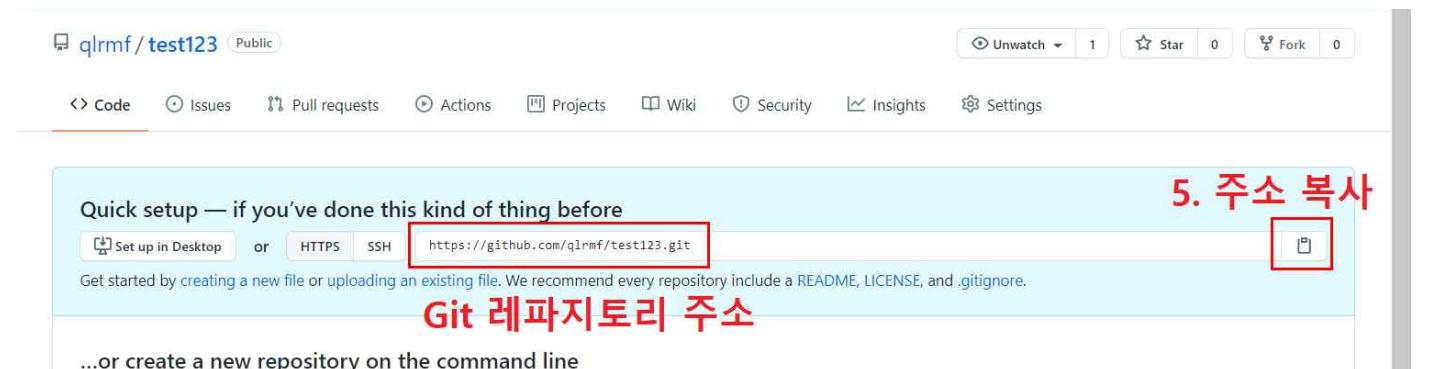 qlrmf / test123 Public Unwatch 1 Star 0 Fork 0
Code Issues Pull requests Actions Projects Wiki Security Insights Settings
5. 주소 복사
Quick setup — if you've done this kind of thing before
Set up in Desktop or HTTPS SSH https://github.com/qlrmf/test123.git
Get started by creating a new file or uploading an existing file. We recommend every repository include a README, LICENSE, and .gitignore.
Git 레파지토리 주소
...or create a new repository on the command line